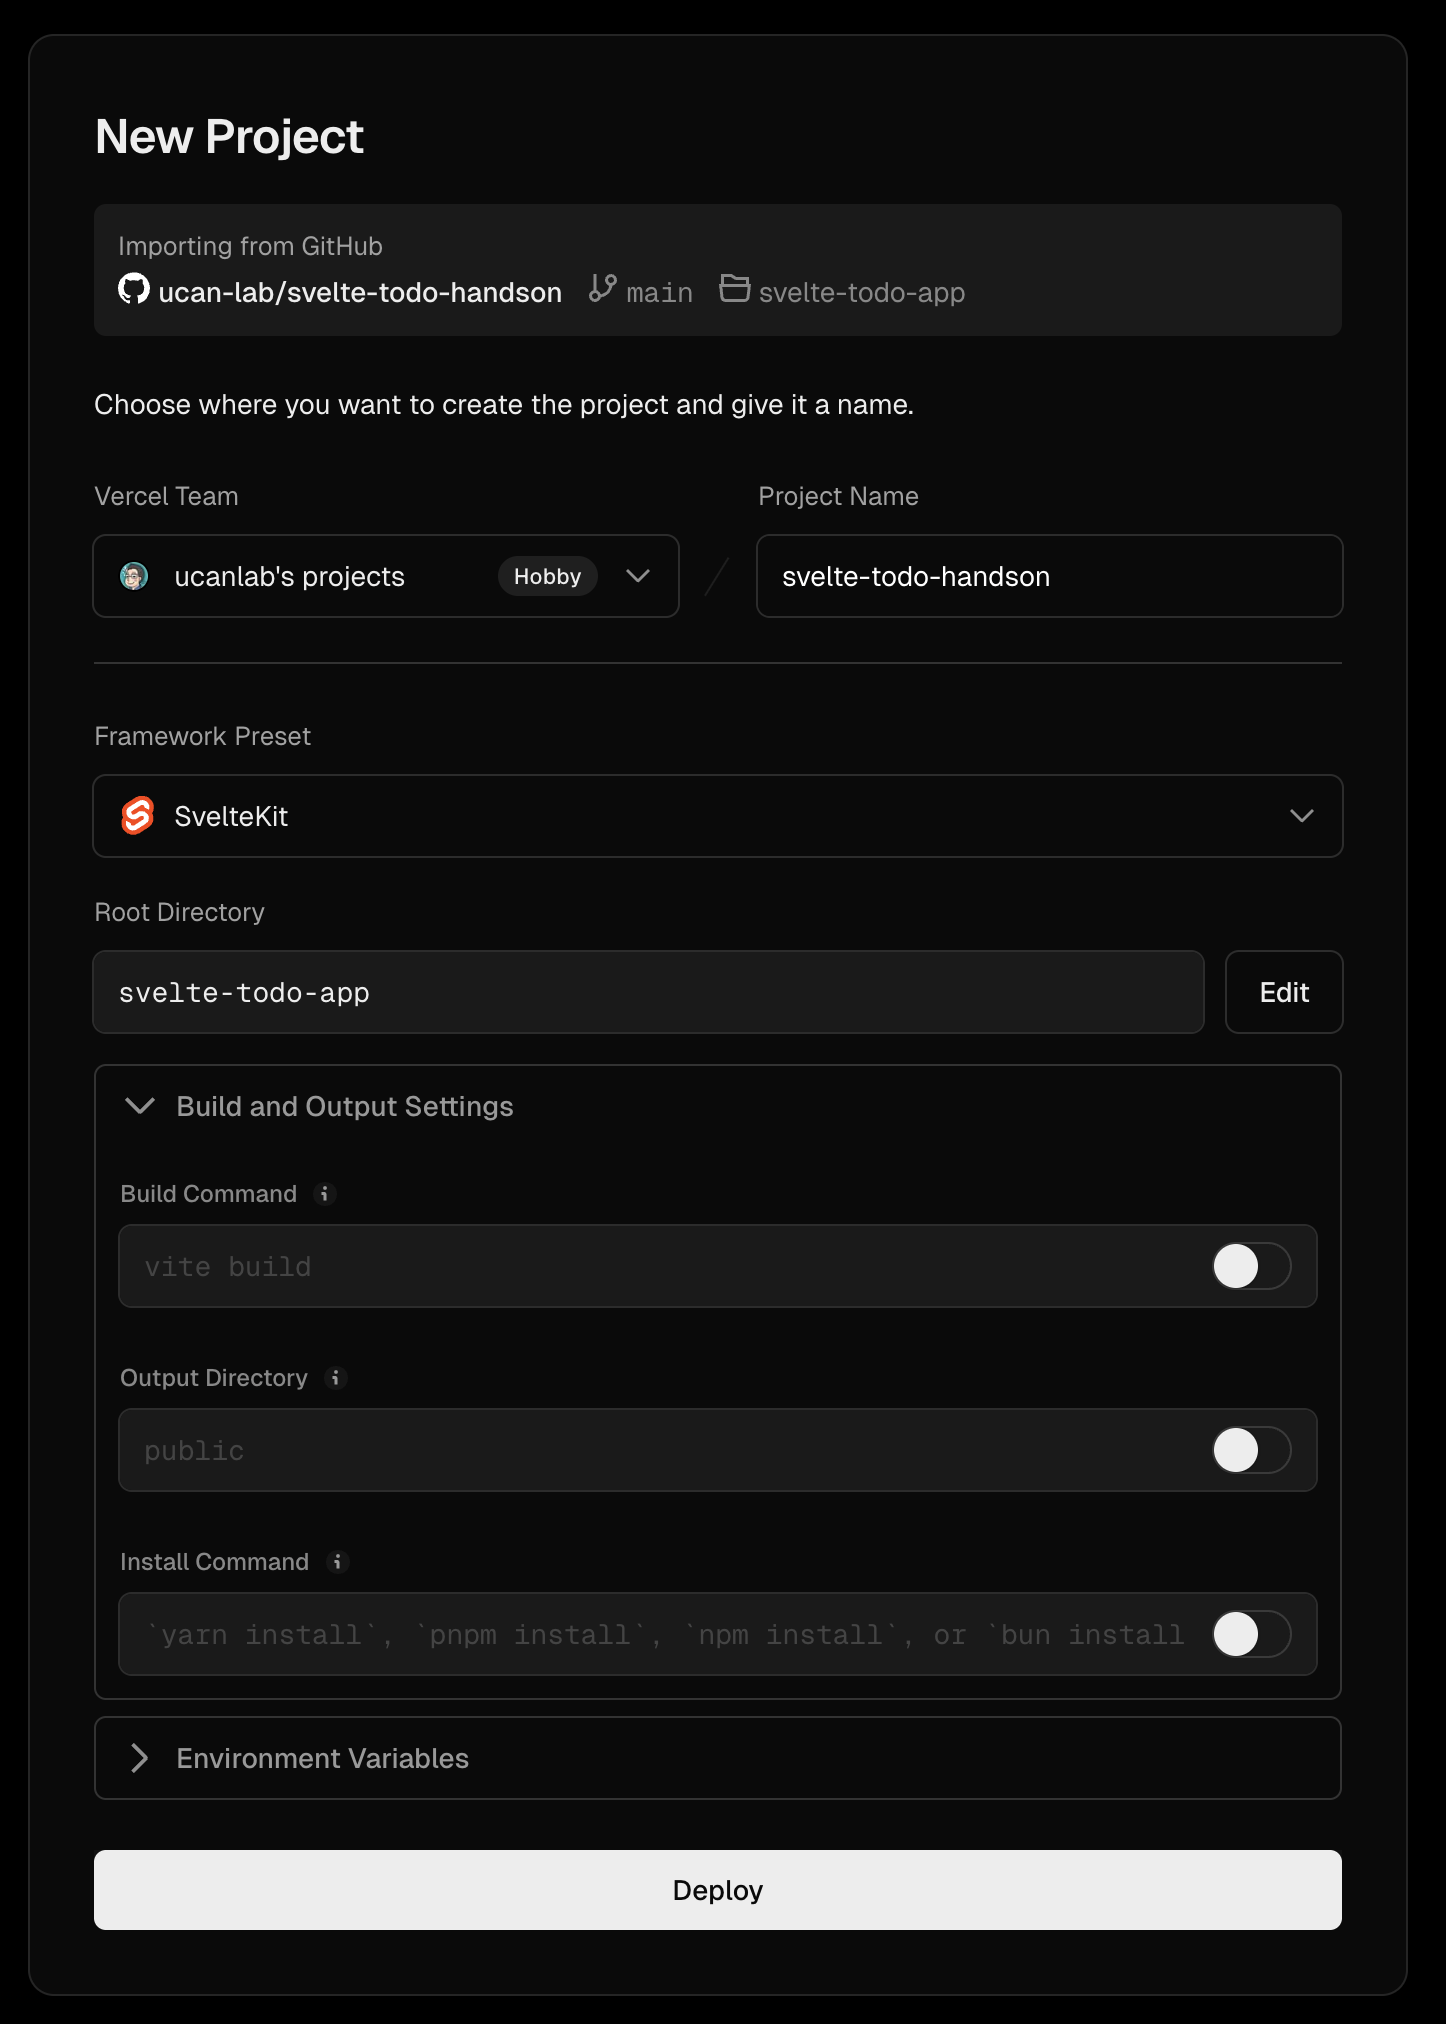 New Project
Importing from GitHub
ucan-lab/svelte-todo-handson main svelte-todo-app
Choose where you want to create the project and give it a name.
Vercel Team
Project Name
ucanlab's projects Hobby
svelte-todo-handson
Framework Preset
SvelteKit
Root Directory
svelte-todo-app
Edit
Build and Output Settings
Build Command
vite build
Output Directory
public
Install Command
`yarn install`, `pnpm install`, `npm install`, or `bun install
Environment Variables
Deploy